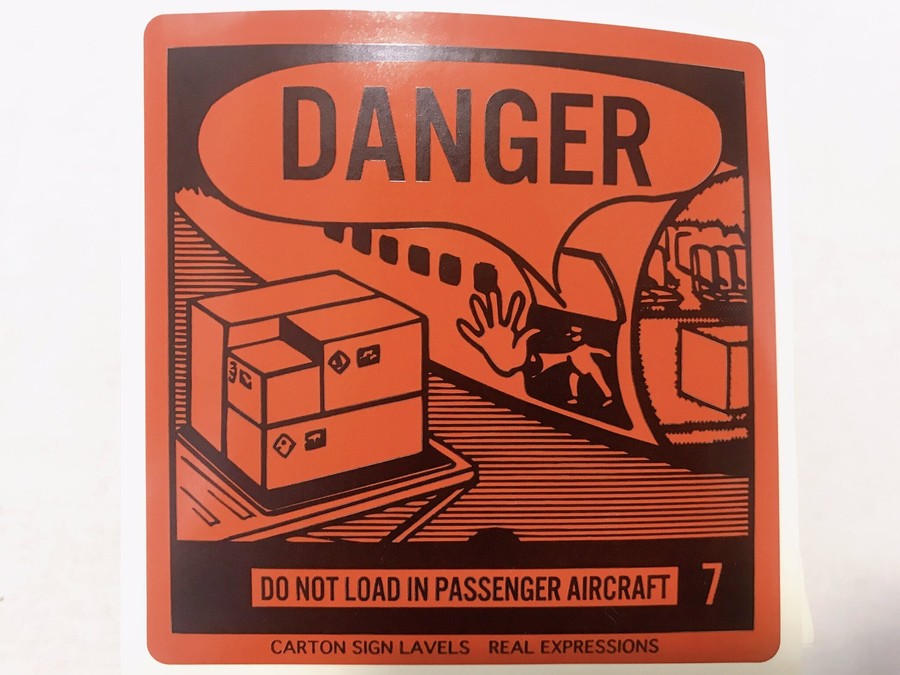 DANGER
DO NOT LOAD IN PASSENGER AIRCRAFT
7
CARTON SIGN LAVELS REAL EXPRESSIONS